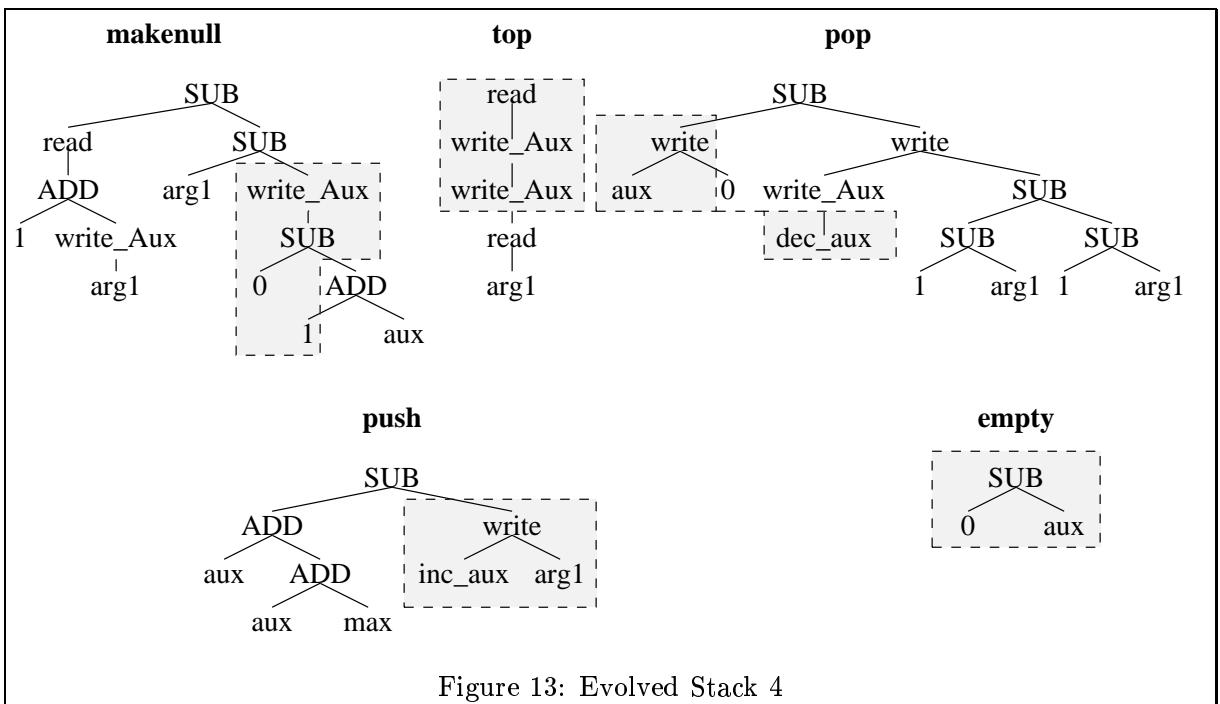 makenull top pop
SUB read SUB
read SUB write_Aux write write
ADD arg1 write_Aux write_Aux aux 0 write_Aux SUB
1 write_Aux SUB read dec_aux SUB SUB
arg1 0 ADD arg1 1 arg1 1 arg1
1 aux
push empty
SUB SUB
ADD write 0 aux
aux ADD inc_aux arg1
aux max
Figure 13: Evolved Stack 4